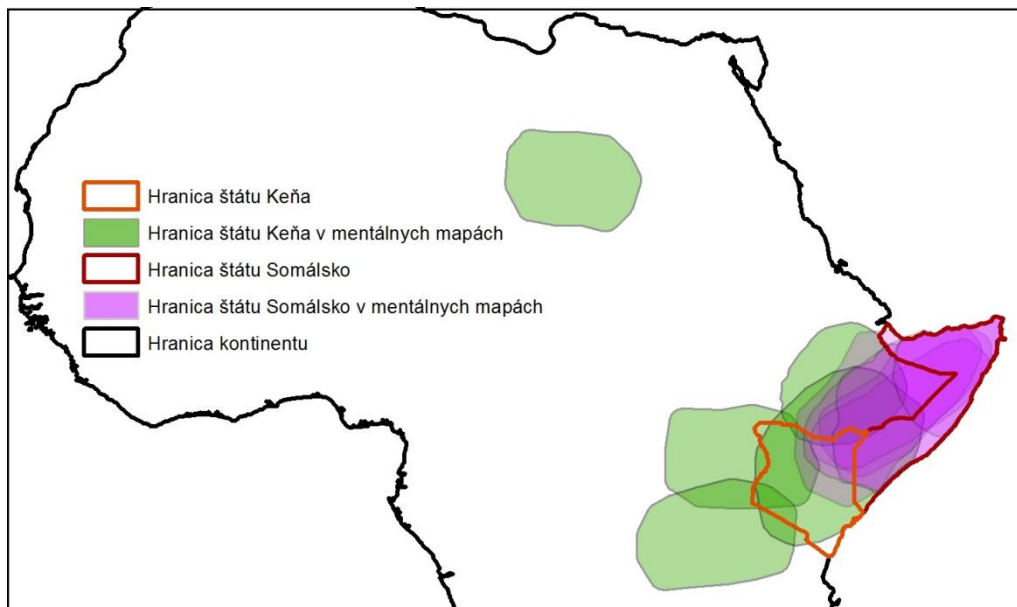 Hranica štátu Keňa
Hranica štátu Keňa v mentálnych mapách
Hranica štátu Somálsko
Hranica štátu Somálsko v mentálnych mapách
Hranica kontinentu